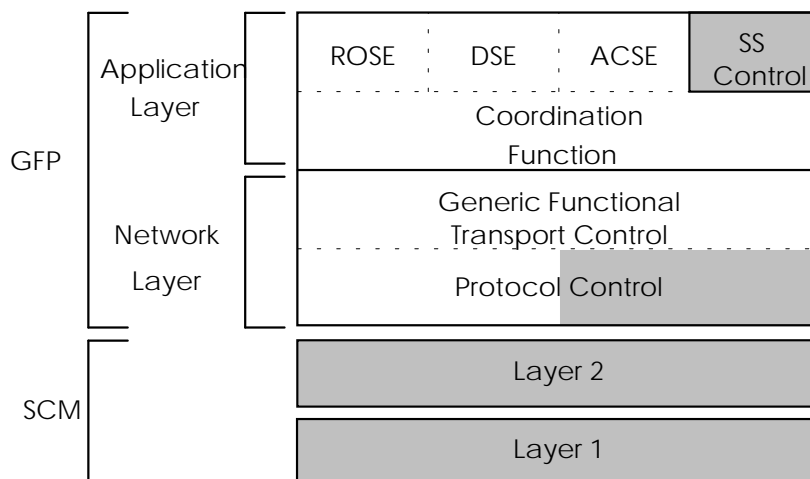 ROSE DSE ACSE SS
Control
Application
Layer
Coordination
Function
GFP
Generic Functional
Transport Control
Network
Layer
Protocol Control
Layer 2
SCM
Layer 1